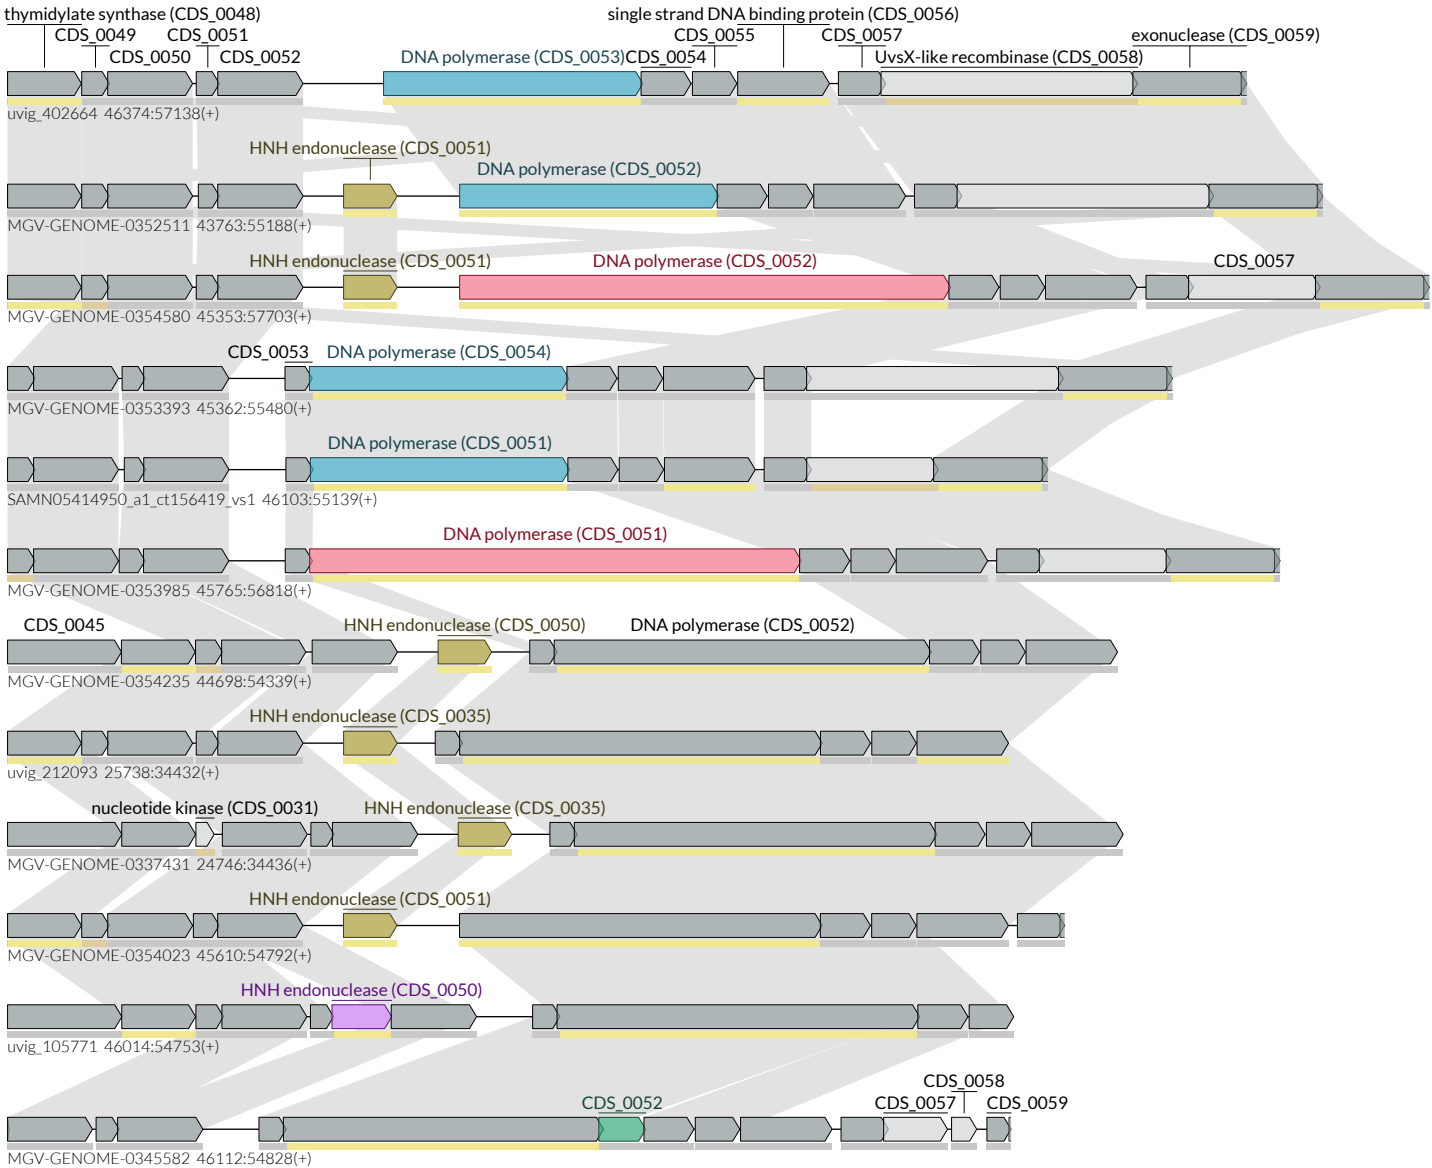 thymidylate synthase (CDS_0048) single strand DNA binding protein (CDS_0056)
CDS_0049 CDS_0051 CDS_0055 CDS_0057 exonuclease (CDS_0059)
CDS_0050 CDS_0052 DNA polymerase (CDS_0053) CDS_0054 UvsX-like recombinase (CDS_0058)
uvig_402664 46374:57138(+)
HNH endonuclease (CDS_0051)
DNA polymerase (CDS_0052)
MGV-GENOME-0352511 43763:55188(+)
HNH endonuclease (CDS_0051) DNA polymerase (CDS_0052) CDS_0057
MGV-GENOME-0354580 45353:57703(+)
CDS_0053 DNA polymerase (CDS_0054)
MGV-GENOME-0353393 45362:55480(+)
DNA polymerase (CDS_0051)
SAMN05414950_a1_ct156419_vs1 46103:55139(+)
DNA polymerase (CDS_0051)
MGV-GENOME-0353985 45765:56818(+)
CDS_0045 HNH endonuclease (CDS_0050) DNA polymerase (CDS_0052)
MGV-GENOME-0354235 44698:54339(+)
HNH endonuclease (CDS_0035)
uvig_212093 25738:34432(+)
nucleotide kinase (CDS_0031) HNH endonuclease (CDS_0035)
MGV-GENOME-0337431 24746:34436(+)
HNH endonuclease (CDS_0051)
MGV-GENOME-0354023 45610:54792(+)
HNH endonuclease (CDS_0050)
uvig_105771 46014:54753(+)
CDS_0058
CDS_0052 CDS_0057 CDS_0059
MGV-GENOME-0345582 46112:54828(+)